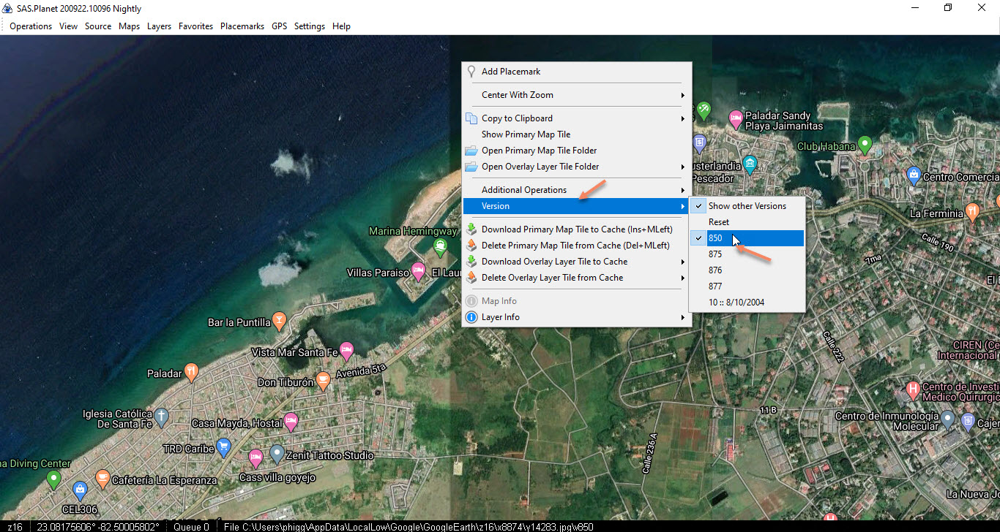 SAS.Planet 200922.10096 Nightly
Operations View Source Maps Layers Favorites Placemarks GPS Settings Help
Add Placemark
Center With Zoom
Copy to Clipboard
Show Primary Map Tile
Open Primary Map Tile Folder
Open Overlay Layer Tile Folder
Additional Operations
Version
Download Primary Map Tile to Cache (Ins+MLeft)
Delete Primary Map Tile from Cache (Del+MLeft)
Download Overlay Layer Tile to Cache
Delete Overlay Layer Tile from Cache
Map Info
Layer Info
Show other Versions
Reset
850
875
876
877
10 :: 8/10/2004
Paladar Sandy
Playa Jaimanitas
Club Habana
usterlandia
Pescador
Centro Comercia
La Ferminia
Calle 190
7ma
Marina Hemingway
Villas Paraiso
El Laur
Bar la Puntilla
Vista Mar Santa Fe
Avenida 5ta
Paladar
Don Tiburón
Calle 222
CIREN (Ce
Internacional
Centro de Investi
Medico Quirurgic
11 B
Centro de Inmunología
Molecular
Cajer
Iglesia Católica
De Santa Fe
Casa Mayda, Hostal
TRD Caribe
Zenit Tattoo Studio
Calle 236 A
na Diving Center
Cafetería La Esperanza
Cass villa goyejo
CEL306
La Nueva Jo
z16 23.08175606° -82.50005802° Queue 0 File C:\Users\phigg\AppData\LocalLow\Google\GoogleEarth\z16\x8874\y14283.jpg\v850